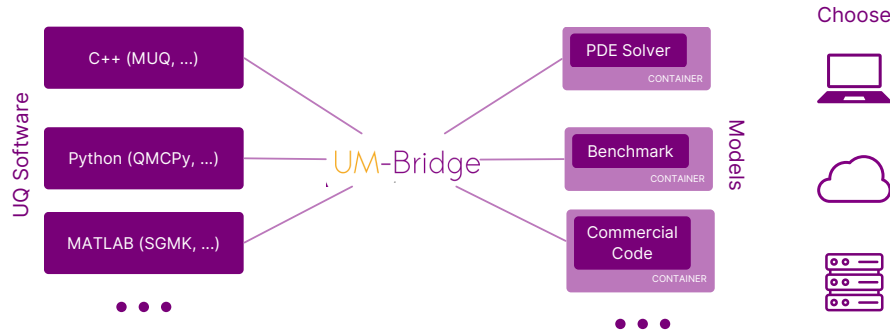 Choose
UQ Software
C++ (MUQ, ...)
Python (QMCPy, ...)
MATLAB (SGMK, ...)
UM-Bridge
PDE Solver
CONTAINER
Benchmark
CONTAINER
Commercial
Code
CONTAINER
Models